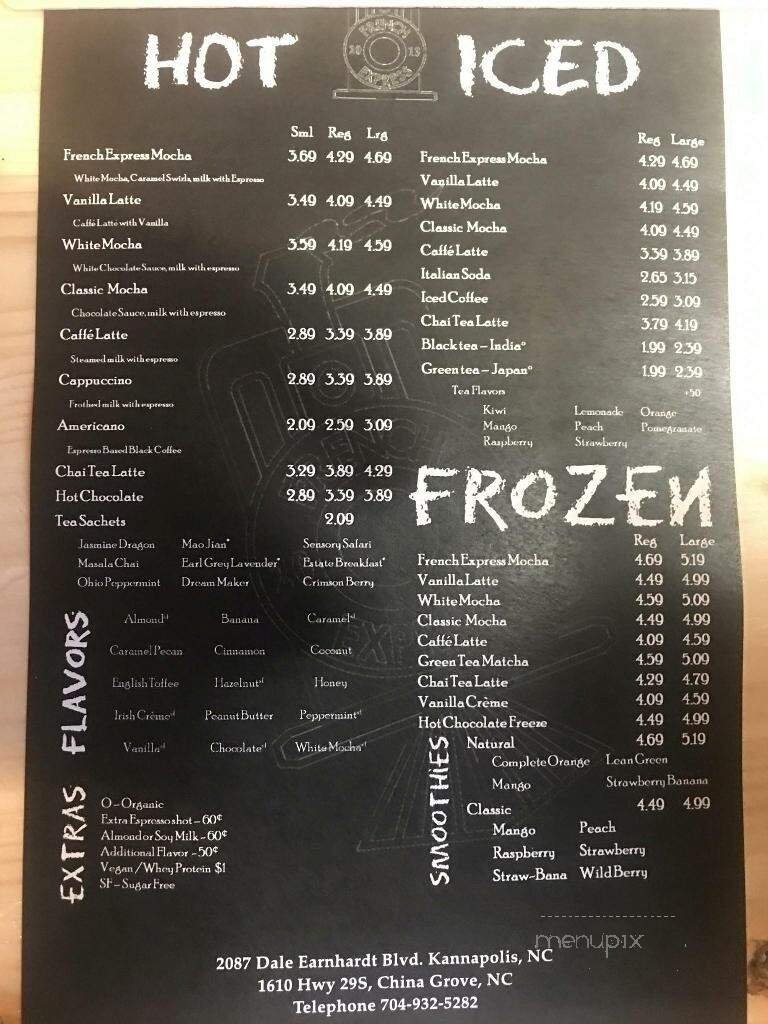 HOT
FRENCH
2013
EXPRESS
ICED
Sml Reg Lrg
French Express Mocha 3.69 4.29 4.69
White Mocha, Caramel Swirls, milk with Espresso
Vanilla Latte 3.49 4.09 4.49
Caffé Latté with Vanilla
White Mocha 3.59 4.19 4.59
White Chocolate Sauce, milk with espresso
Classic Mocha 3.49 4.09 4.49
Chocolate Sauce, milk with espresso
Caffé Latte 2.89 3.39 3.89
Steamed milk with espresso
Cappuccino 2.89 3.39 3.89
Frothed milk with espresso
Americano 2.09 2.59 3.09
Espresso Based Black Coffee
Chai Tea Latte 3.29 3.89 4.29
Hot Chocolate 2.89 3.39 3.89
Tea Sachets 2.09
Jasmine Dragon Mao Jian* Sensory Safari
Masala Chai Earl Grey Lavender* Estate Breakfast*
Ohio Peppermint Dream Maker Crimson Berry
FLAVORS
Almond sf Banana Caramel sf
Caramel Pecan Cinnamon Coconut
English Toffee Hazelnut sf Honey
Irish Crème sf Peanut Butter Peppermint sf
Vanilla sf Chocolate sf White Mocha sf
EXTRAS
O - Organic
Extra Espresso shot - 60¢
Almond or Soy Milk - 60¢
Additional Flavor - 50¢
Vegan / Whey Protein $1
SF - Sugar Free
Reg Large
French Express Mocha 4.29 4.69
Vanilla Latte 4.09 4.49
White Mocha 4.19 4.59
Classic Mocha 4.09 4.49
Caffé Latte 3.39 3.89
Italian Soda 2.65 3.15
Iced Coffee 2.59 3.09
Chai Tea Latte 3.79 4.19
Black tea - India° 1.99 2.39
Green tea - Japan° 1.99 2.39
Tea Flavors +50
Kiwi Lemonade Orange
Mango Peach Pomegranate
Raspberry Strawberry
FROZEN
Reg Large
French Express Mocha 4.69 5.19
Vanilla Latte 4.49 4.99
White Mocha 4.59 5.09
Classic Mocha 4.49 4.99
Caffé Latte 4.09 4.59
Green Tea Matcha 4.59 5.09
Chai Tea Latte 4.29 4.79
Vanilla Crème 4.09 4.59
Hot Chocolate Freeze 4.49 4.99
SMOOTHIES
Natural 4.69 5.19
Complete Orange Lean Green
Mango Strawberry Banana
Classic 4.49 4.99
Mango Peach
Raspberry Strawberry
Straw-Bana Wild Berry
menupix
2087 Dale Earnhardt Blvd. Kannapolis, NC
1610 Hwy 29S, China Grove, NC
Telephone 704-932-5282